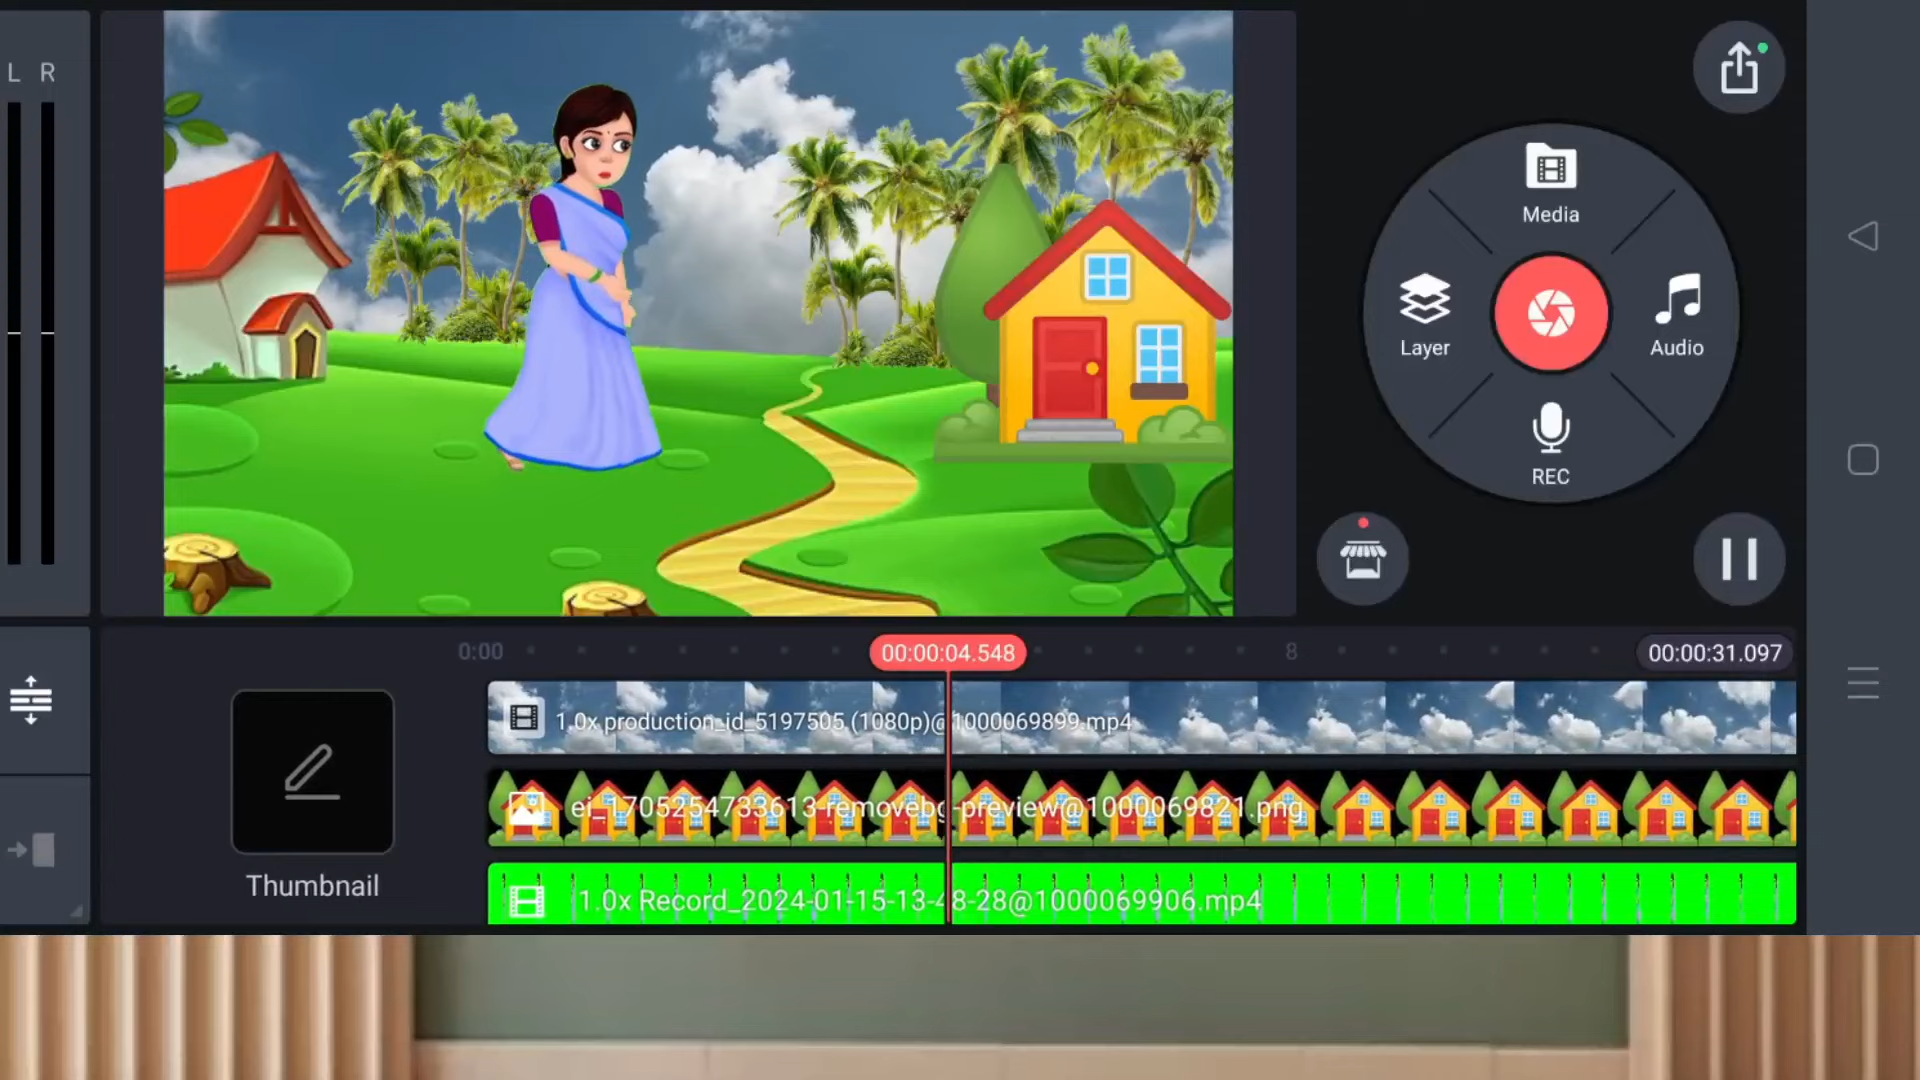 L R
Media
Layer
Audio
REC
0:00
00:00:04.548
8
00:00:31.097
1.0x production_id_5197505 (1080p)@1000069899.mp4
ei_1705254733613-removebg-preview@1000069821.png
Thumbnail
1.0x Record_2024-01-15-13-48-28@1000069906.mp4